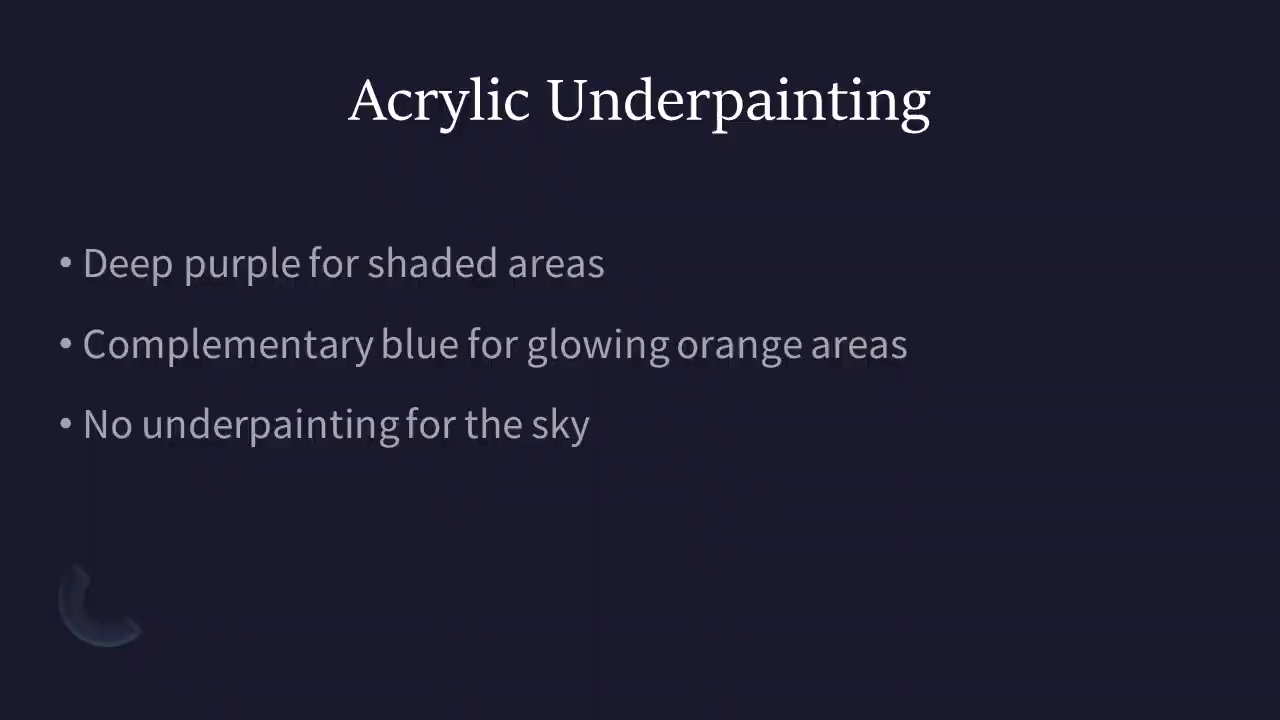 Acrylic Underpainting
• Deep purple for shaded areas
• Complementary blue for glowing orange areas
• No underpainting for the sky